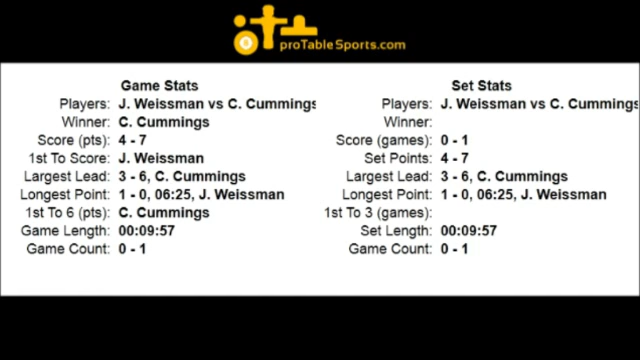 proTableSports.com
Game Stats
Players: J. Weissman vs C. Cummings
Winner: C. Cummings
Score (pts): 4 - 7
1st To Score: J. Weissman
Largest Lead: 3 - 6, C. Cummings
Longest Point: 1 - 0, 06:25, J. Weissman
1st To 6 (pts): C. Cummings
Game Length: 00:09:57
Game Count: 0 - 1
Set Stats
Players: J. Weissman vs C. Cummings
Winner:
Score (games): 0 - 1
Set Points: 4 - 7
Largest Lead: 3 - 6, C. Cummings
Longest Point: 1 - 0, 06:25, J. Weissman
1st To 3 (games):
Set Length: 00:09:57
Game Count: 0 - 1